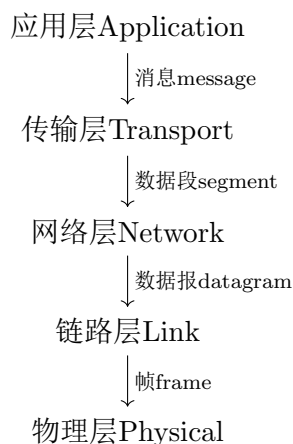 应用层Application
消息message
传输层Transport
数据段segment
网络层Network
数据报datagram
链路层Link
帧frame
物理层Physical